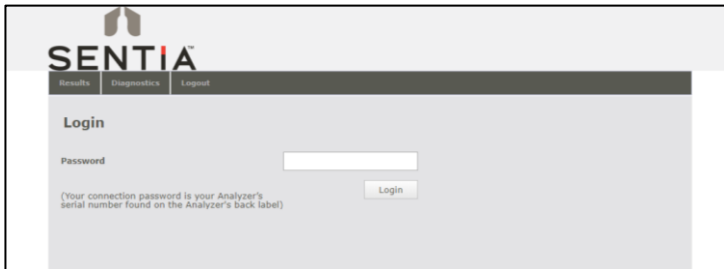 SENTIA™
Results Diagnostics Logout
Login
Password
Login
(Your connection password is your Analyzer's
serial number found on the Analyzer's back label)